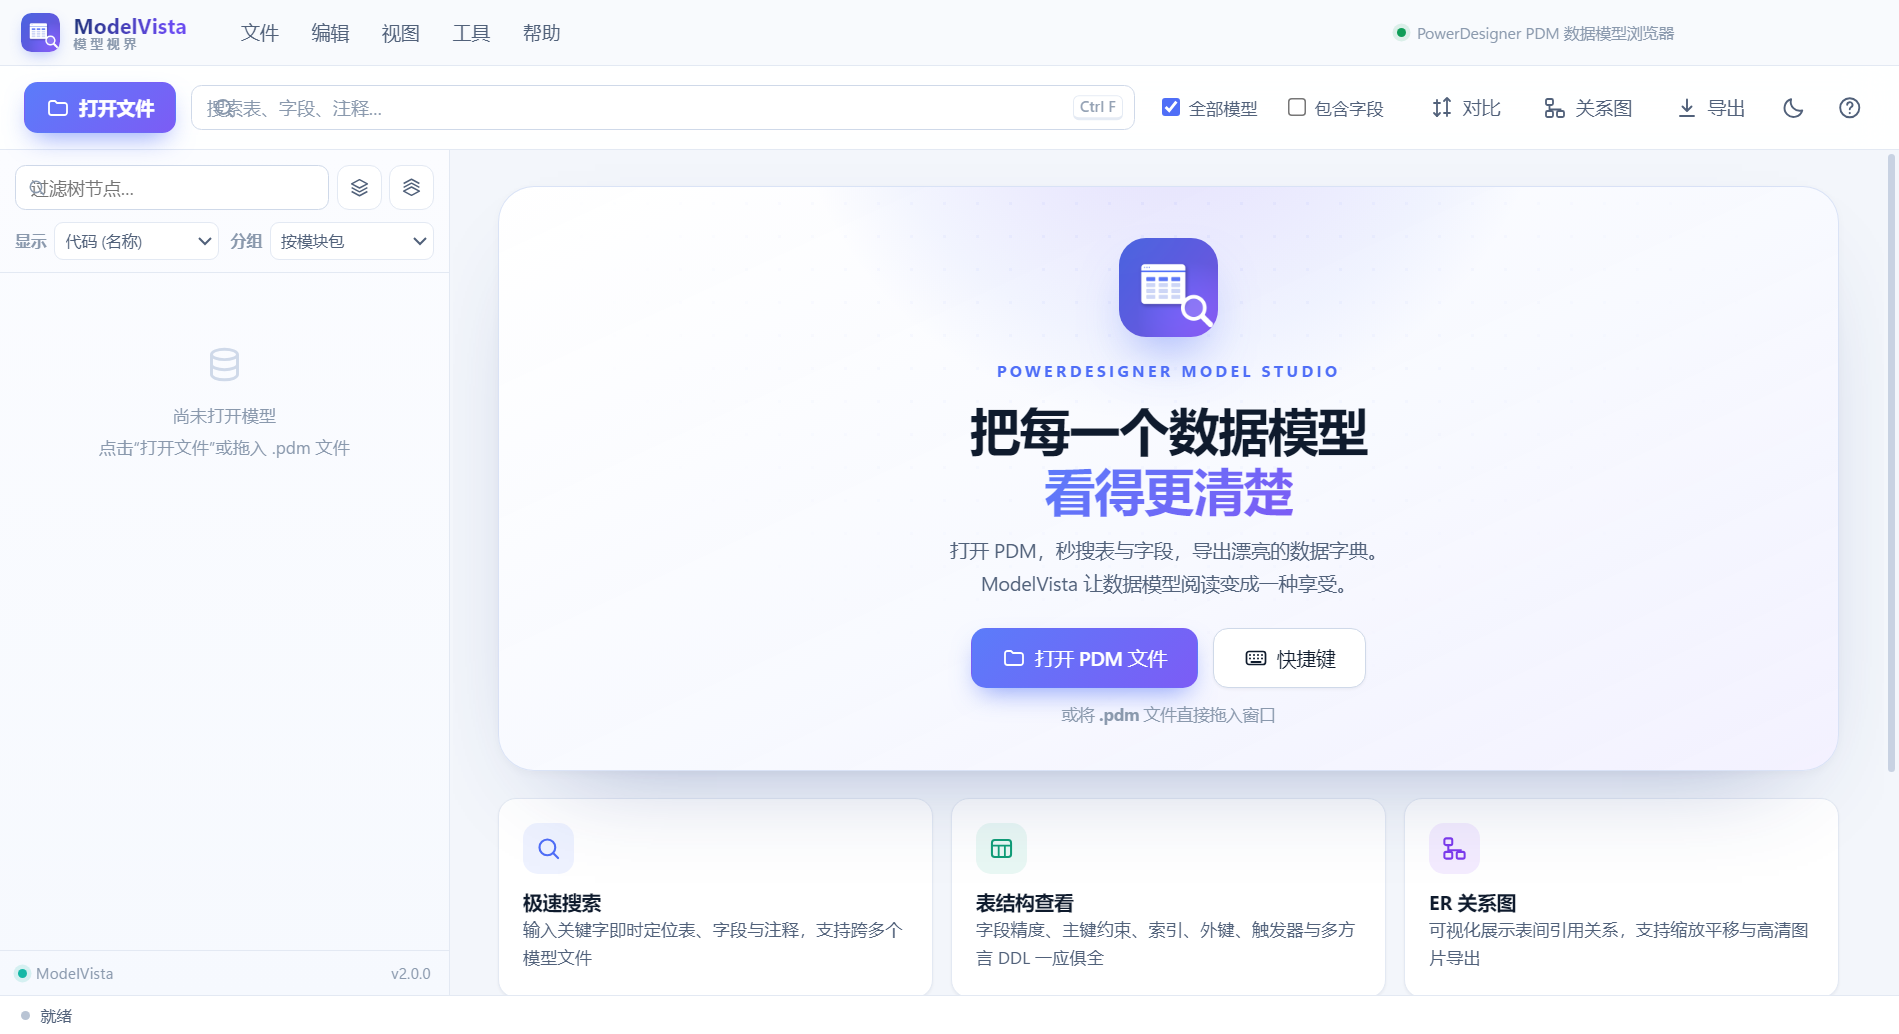 ModelVista
模型视界
文件 编辑 视图 工具 帮助
PowerDesigner PDM 数据模型浏览器
打开文件
搜索表、字段、注释...
Ctrl F
全部模型
包含字段
对比
关系图
导出
过滤树节点...
显示 代码 (名称) 分组 按模块包
尚未打开模型
点击“打开文件”或拖入 .pdm 文件
POWERDESIGNER MODEL STUDIO
把每一个数据模型
看得更清楚
打开 PDM，秒搜表与字段，导出漂亮的数据字典。
ModelVista 让数据模型阅读变成一种享受。
打开 PDM 文件
快捷键
或将 .pdm 文件直接拖入窗口
极速搜索
输入关键字即时定位表、字段与注释，支持跨多个
模型文件
表结构查看
字段精度、主键约束、索引、外键、触发器与多方
言 DDL 一应俱全
ER 关系图
可视化展示表间引用关系，支持缩放平移与高清图
片导出
ModelVista v2.0.0
就绪